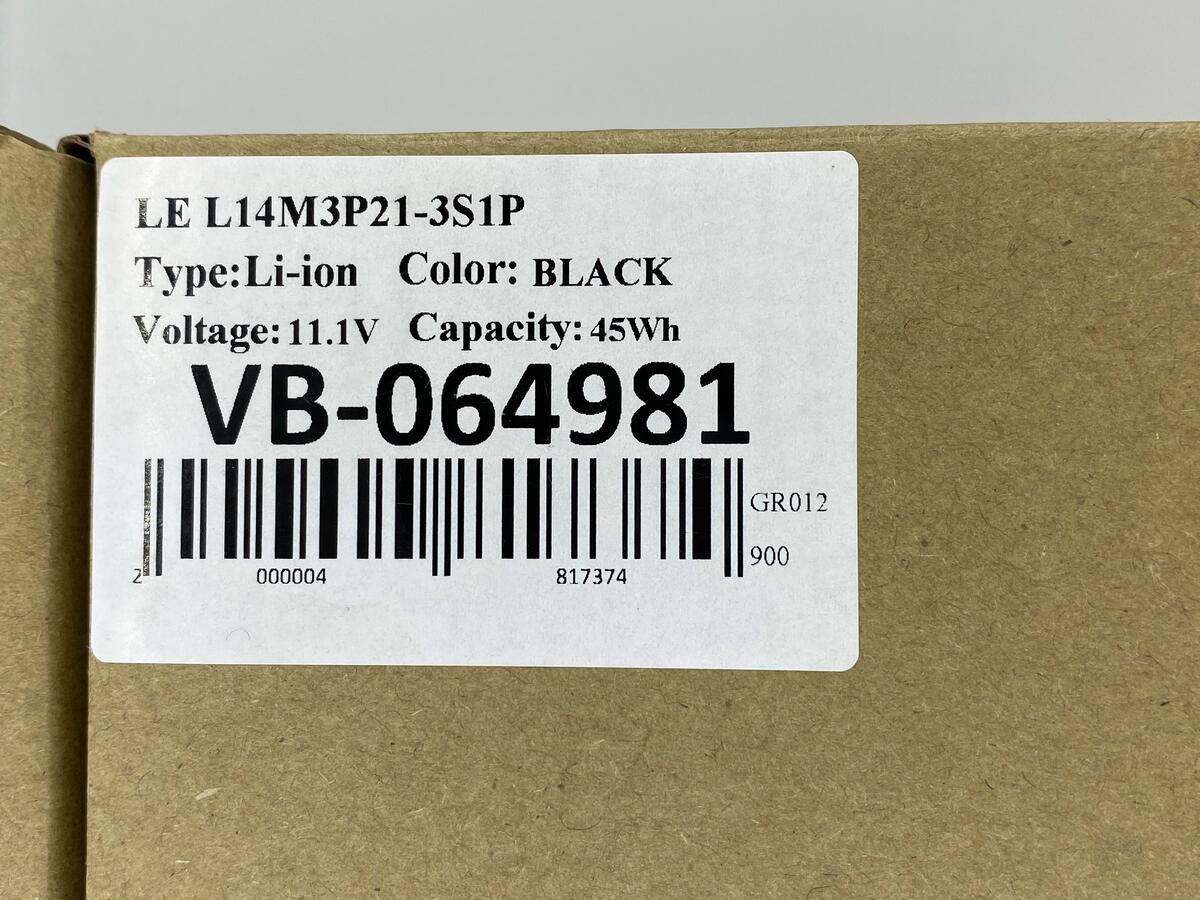 LE L14M3P21-3S1P
Type:Li-ion Color: BLACK
Voltage: 11.1V Capacity: 45Wh
VB-064981
GR012
900
2 000004 817374